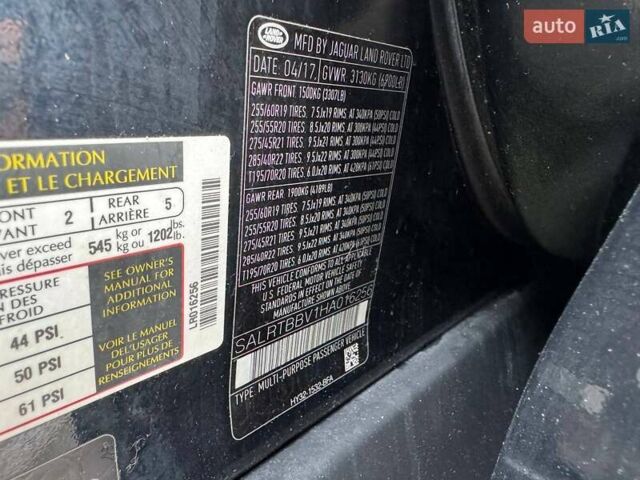 auto RIA
LAND ROVER
MFD BY JAGUAR LAND ROVER LTD
DATE 04/17 GVWR 3130KG (6900LB)
GAWR FRONT 1500KG (3307LB)
255/60R19 TIRES, 7.5Jx19 RIMS, AT 340KPA (50PSI) COLD
255/55R20 TIRES, 8.5Jx20 RIMS, AT 300KPA (44PSI) COLD
275/45R21 TIRES, 9.5Jx21 RIMS, AT 300KPA (44PSI) COLD
285/40R22 TIRES, 9.5Jx22 RIMS, AT 300KPA (44PSI) COLD
T195/70R20 TIRES, 6.0Jx20 RIMS, AT 420KPA (61PSI) COLD
GAWR REAR 1900KG (4189LB)
255/60R19 TIRES, 7.5Jx19 RIMS, AT 340KPA (50PSI) COLD
255/55R20 TIRES, 8.5Jx20 RIMS, AT 340KPA (50PSI) COLD
275/45R21 TIRES, 9.5Jx21 RIMS, AT 340KPA (50PSI) COLD
285/40R22 TIRES, 9.5Jx22 RIMS, AT 340KPA (50PSI) COLD
T195/70R20 TIRES, 6.0Jx20 RIMS, AT 420KPA (61PSI) COLD
THIS VEHICLE CONFORMS TO ALL APPLICABLE
FEDERAL MOTOR VEHICLE SAFETY
STANDARDS IN EFFECT ON THE DATE OF
MANUFACTURE SHOWN ABOVE
SALRTBBV1HA016256
TYPE: MULTI-PURPOSE PASSENGER VEHICLE
HY32-1532-BFA
FORMATION
ET LE CHARGEMENT
ONT
VANT 2 REAR
ARRIÈRE 5
ver exceed
is dépasser 545 kg or
kg ou 1202 lbs.
lb.
RESSURE
ON DES
FROID
SEE OWNER'S
MANUAL FOR
ADDITIONAL
INFORMATION
VOIR LE MANUEL
DE L'USAGER
POUR PLUS DE
RENSEIGNEMENTS
44 PSI
50 PSI
61 PSI
LR016256